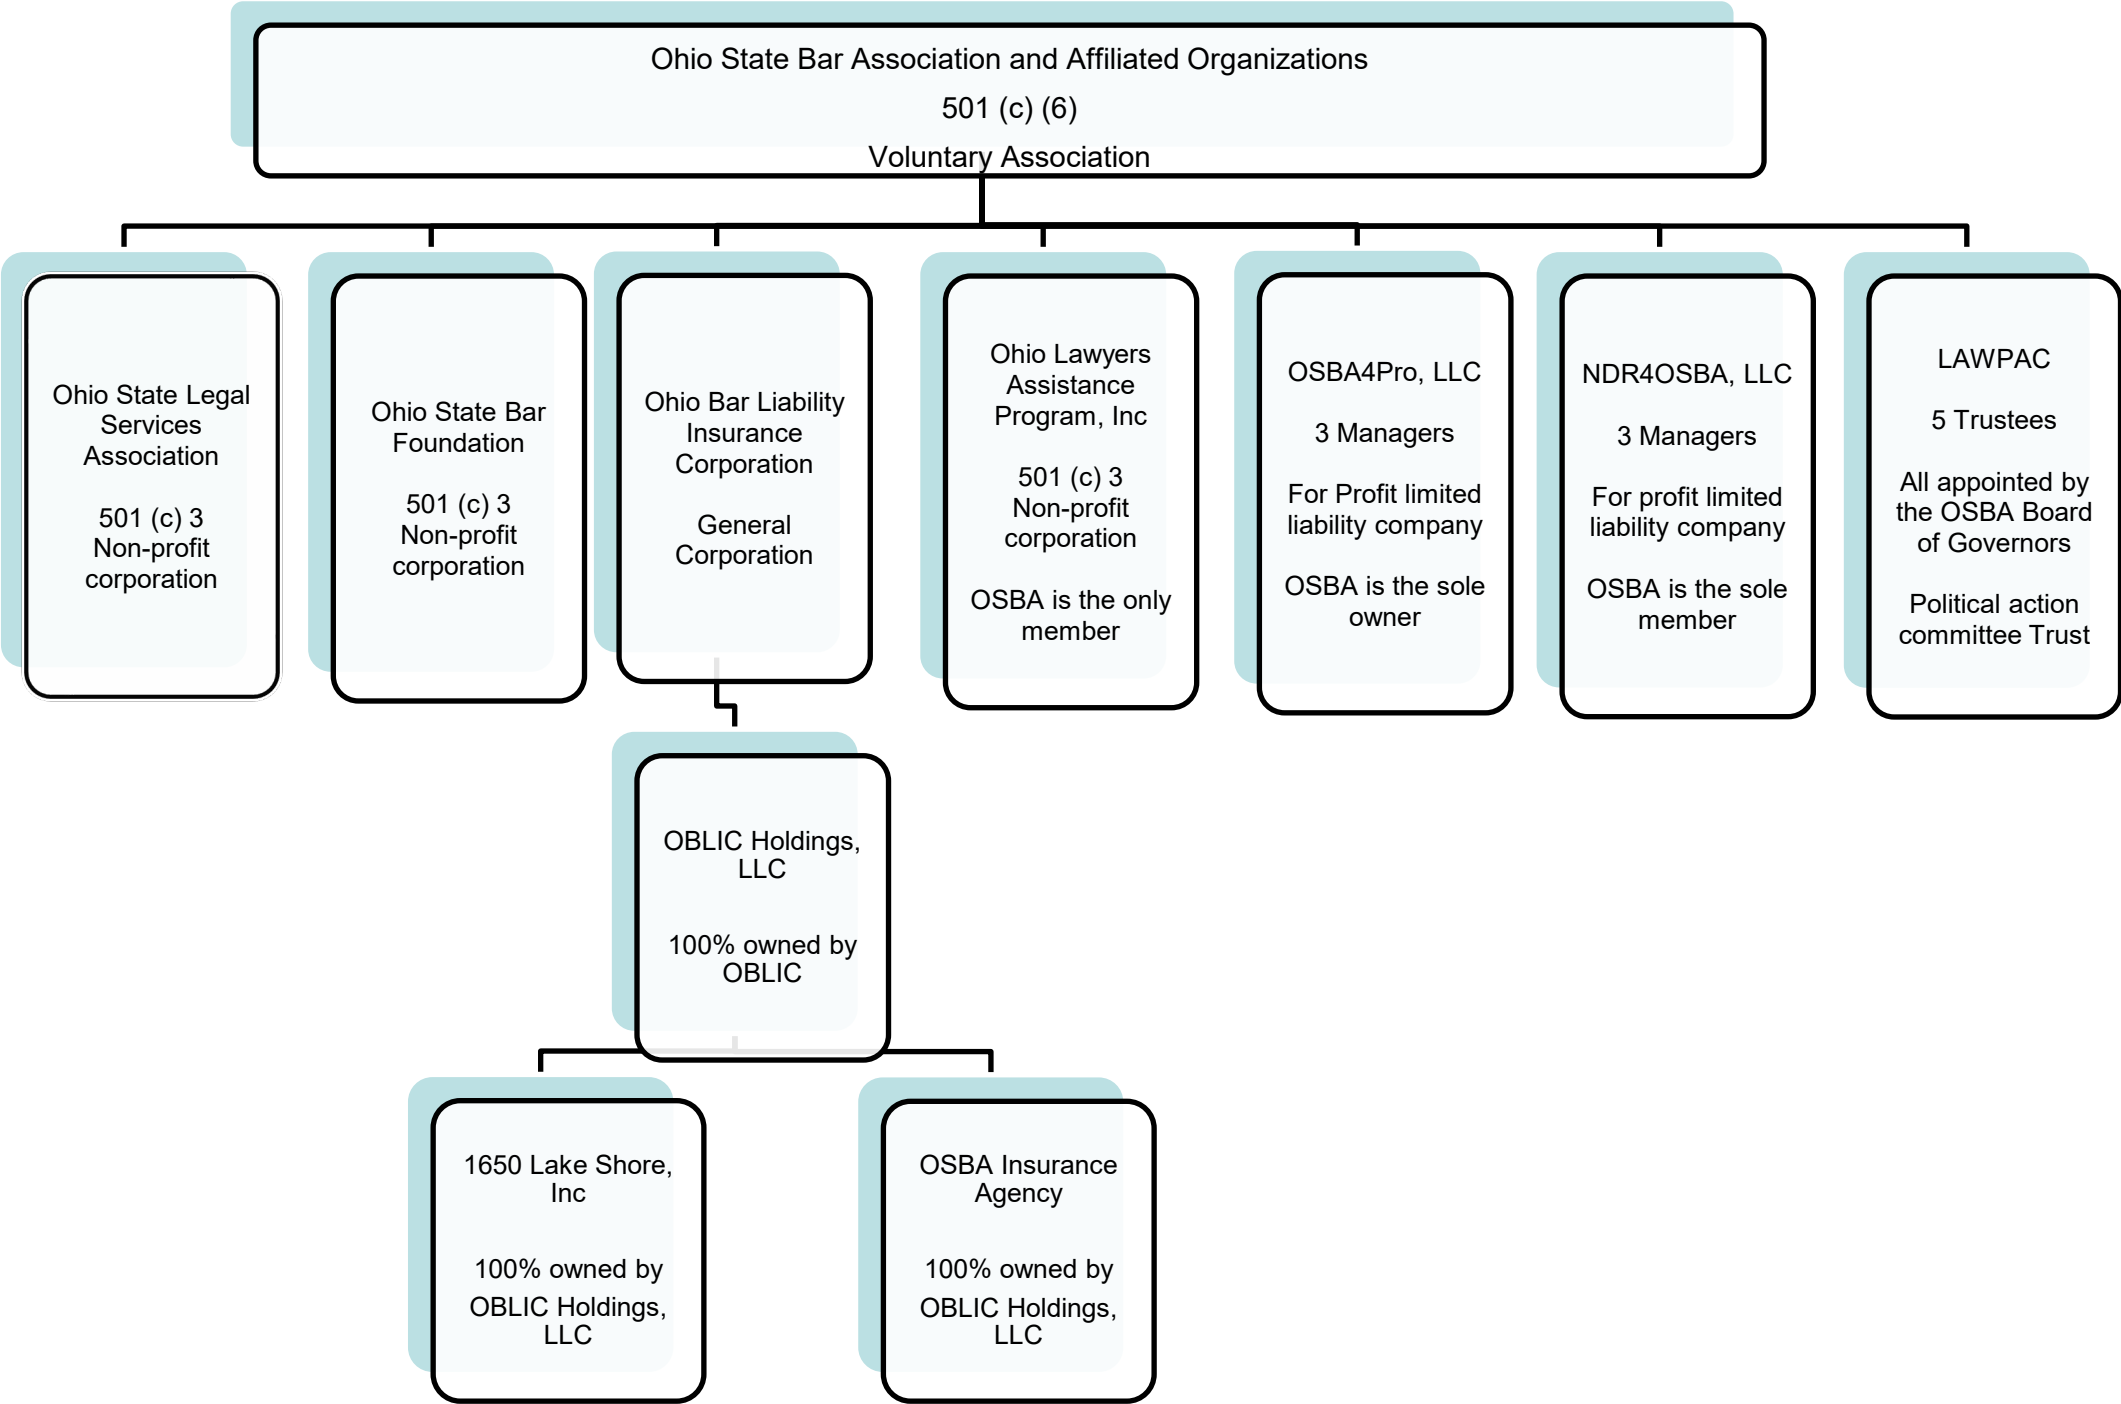 Ohio State Bar Association and Affiliated Organizations
501 (c) (6)
Voluntary Association
Ohio State Legal
Services
Association
501 (c) 3
Non-profit
corporation
Ohio State Bar
Foundation
501 (c) 3
Non-profit
corporation
Ohio Bar Liability
Insurance
Corporation
General
Corporation
Ohio Lawyers
Assistance
Program, Inc
501 (c) 3
Non-profit
corporation
OSBA is the only
member
OSBA4Pro, LLC
3 Managers
For Profit limited
liability company
OSBA is the sole
owner
NDR4OSBA, LLC
3 Managers
For profit limited
liability company
OSBA is the sole
member
LAWPAC
5 Trustees
All appointed by
the OSBA Board
of Governors
Political action
committee Trust
OBLIC Holdings,
LLC
100% owned by
OBLIC
1650 Lake Shore,
Inc
100% owned by
OBLIC Holdings,
LLC
OSBA Insurance
Agency
100% owned by
OBLIC Holdings,
LLC